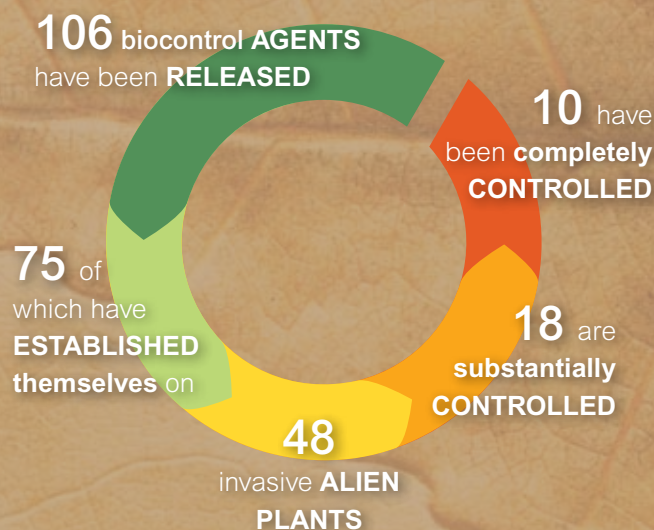 106 biocontrol AGENTS
have been RELEASED
75 of
which have
ESTABLISHED
themselves on
48
invasive ALIEN
PLANTS
18 are
substantially
CONTROLLED
10 have
been completely
CONTROLLED